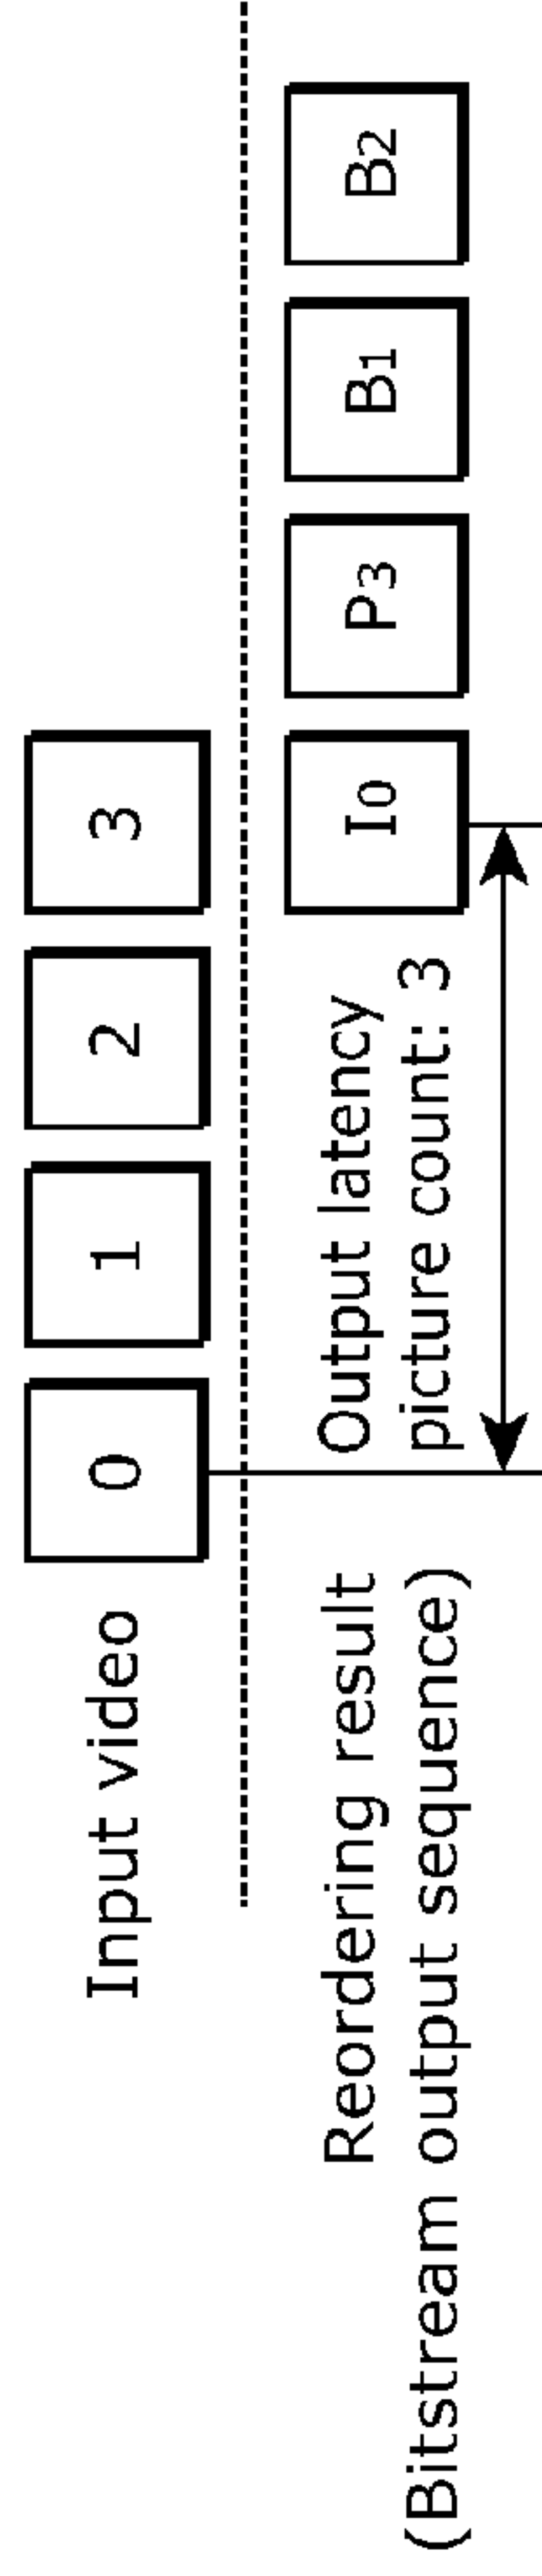 Input video 0 1 2 3
Reordering result
(Bitstream output sequence)
Output latency
picture count: 3
I0 P3 B1 B2